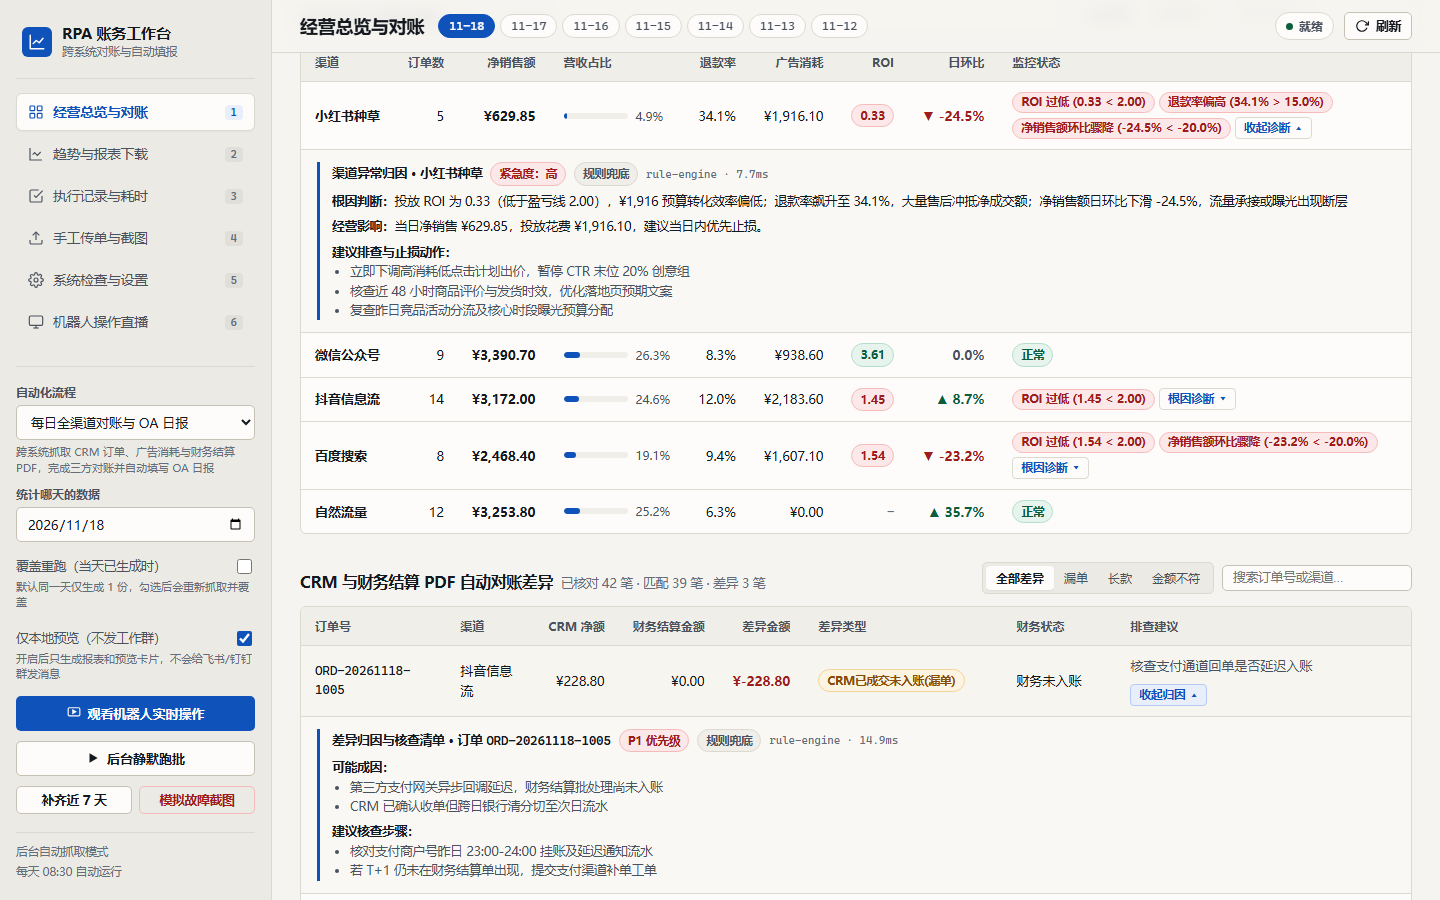 RPA 账务工作台
跨系统对账与自动填报
经营总览与对账 1
趋势与报表下载 2
执行记录与耗时 3
手工传单与截图 4
系统检查与设置 5
机器人操作直播 6
自动化流程
每日全渠道对账与 OA 日报
跨系统抓取 CRM 订单、广告消耗与财务结算
PDF，完成三方对账并自动填写 OA 日报
统计哪天的数据
2026/11/18
覆盖重跑（当天已生成时）
默认同一天仅生成 1 份，勾选后会重新抓取并覆
盖
仅本地预览（不发工作群）
开启后只生成报表和预览卡片，不会给飞书/钉钉
群发消息
观看机器人实时操作
后台静默跑批
补齐近 7 天 模拟故障截图
后台自动抓取模式
每天 08:30 自动运行
经营总览与对账 11-18 11-17 11-16 11-15 11-14 11-13 11-12 就绪 刷新
渠道 订单数 净销售额 营收占比 退款率 广告消耗 ROI 日环比 监控状态
小红书种草 5 ¥629.85 4.9% 34.1% ¥1,916.10 0.33 ▼ -24.5% ROI 过低 (0.33 < 2.00) 退款率偏高 (34.1% > 15.0%)
净销售额环比骤降 (-24.5% < -20.0%) 收起诊断 ▲
渠道异常归因 • 小红书种草 紧急度：高 规则兜底 rule-engine · 7.7ms
根因判断：投放 ROI 为 0.33（低于盈亏线 2.00），¥1,916 预算转化效率偏低；退款率飙升至 34.1%，大量售后冲抵净成交额；净销售额日环比下滑 -24.5%，流量承接或曝光出现断层
经营影响：当日净销售 ¥629.85，投放花费 ¥1,916.10，建议当日内优先止损。
建议排查与止损动作：
• 立即下调高消耗低点击计划出价，暂停 CTR 末位 20% 创意组
• 核查近 48 小时商品评价与发货时效，优化落地页预期文案
• 复查昨日竞品活动分流及核心时段曝光预算分配
微信公众号 9 ¥3,390.70 26.3% 8.3% ¥938.60 3.61 0.0% 正常
抖音信息流 14 ¥3,172.00 24.6% 12.0% ¥2,183.60 1.45 ▲ 8.7% ROI 过低 (1.45 < 2.00) 根因诊断 ▼
百度搜索 8 ¥2,468.40 19.1% 9.4% ¥1,607.10 1.54 ▼ -23.2% ROI 过低 (1.54 < 2.00) 净销售额环比骤降 (-23.2% < -20.0%)
根因诊断 ▼
自然流量 12 ¥3,253.80 25.2% 6.3% ¥0.00 – ▲ 35.7% 正常
CRM 与财务结算 PDF 自动对账差异 已核对 42 笔 · 匹配 39 笔 · 差异 3 笔 全部差异 漏单 长款 金额不符 搜索订单号或渠道...
订单号 渠道 CRM 净额 财务结算金额 差异金额 差异类型 财务状态 排查建议
ORD-20261118-
1005 抖音信息
流 ¥228.80 ¥0.00 ¥-228.80 CRM已成交未入账(漏单) 财务未入账 核查支付通道回单是否延迟入账
收起归因 ▲
差异归因与核查清单 • 订单 ORD-20261118-1005 P1 优先级 规则兜底 rule-engine · 14.9ms
可能成因：
• 第三方支付网关异步回调延迟，财务结算批处理尚未入账
• CRM 已确认收单但跨日银行清分切至次日流水
建议核查步骤：
• 核对支付商户号昨日 23:00-24:00 挂账及延迟通知流水
• 若 T+1 仍未在财务结算单出现，提交支付渠道补单工单